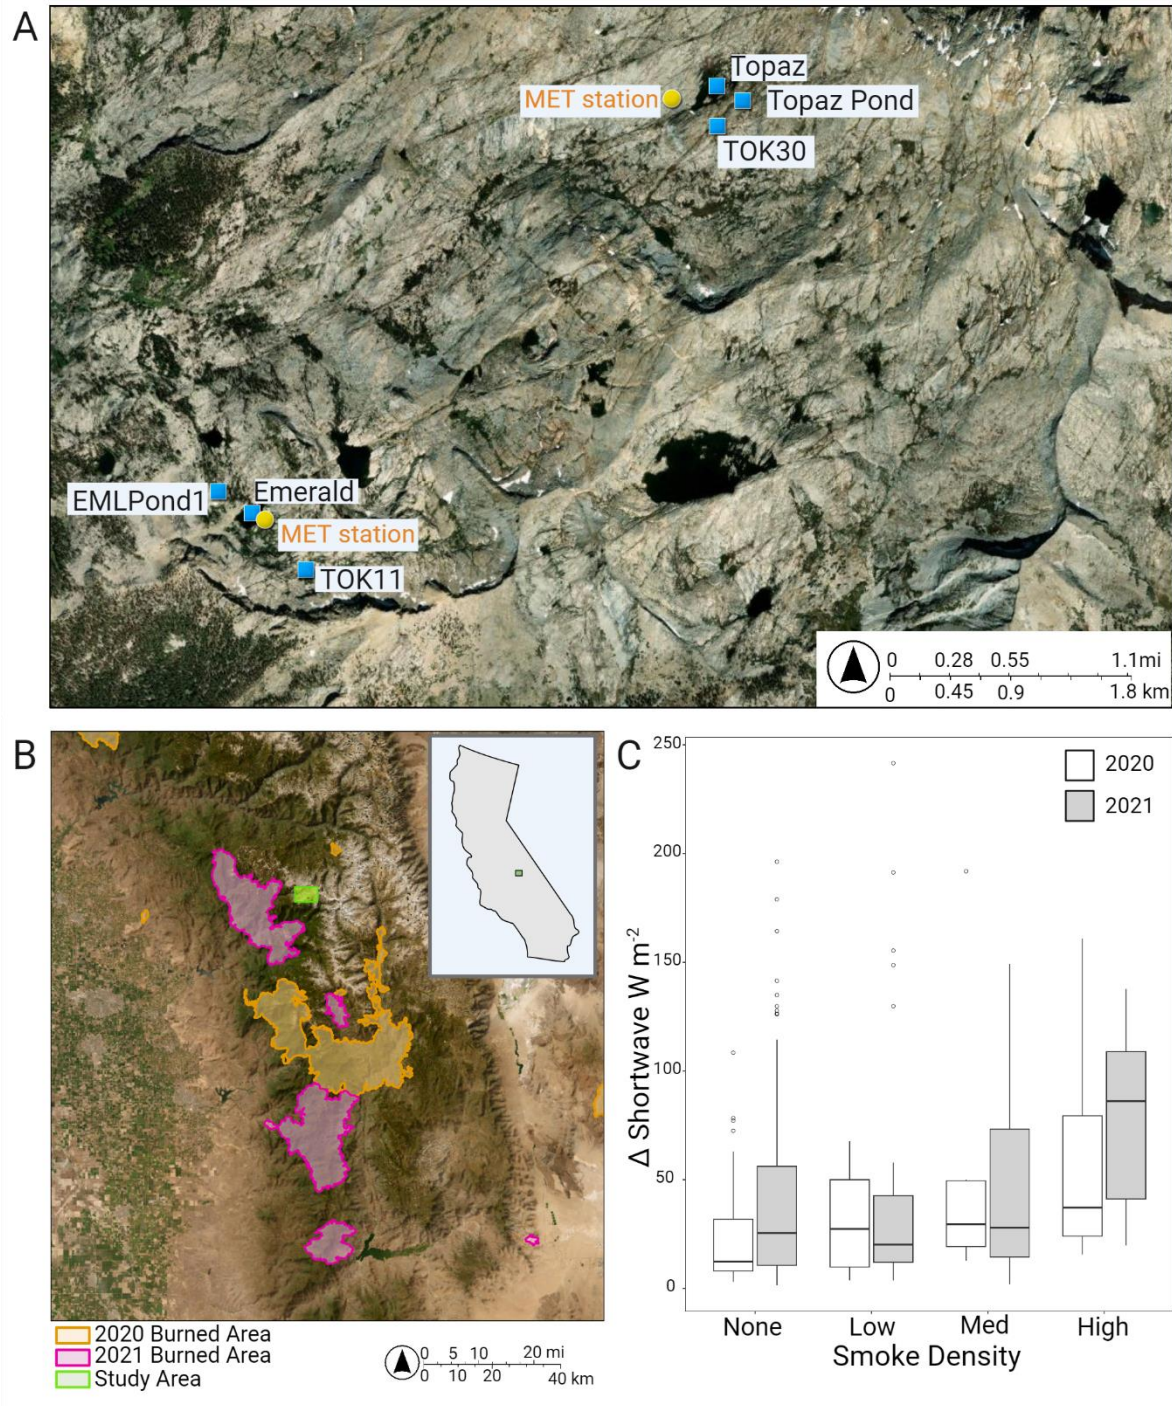 A
Topaz
MET station
Topaz Pond
TOK30
EMLPond1
Emerald
MET station
TOK11
0 0.28 0.55 1.1mi
0 0.45 0.9 1.8 km
B
2020 Burned Area
2021 Burned Area
Study Area
0 5 10 20 mi
0 10 20 40 km
C
2020
2021
Δ Shortwave W m⁻²
250
200
150
100
50
0
None Low Med High
Smoke Density